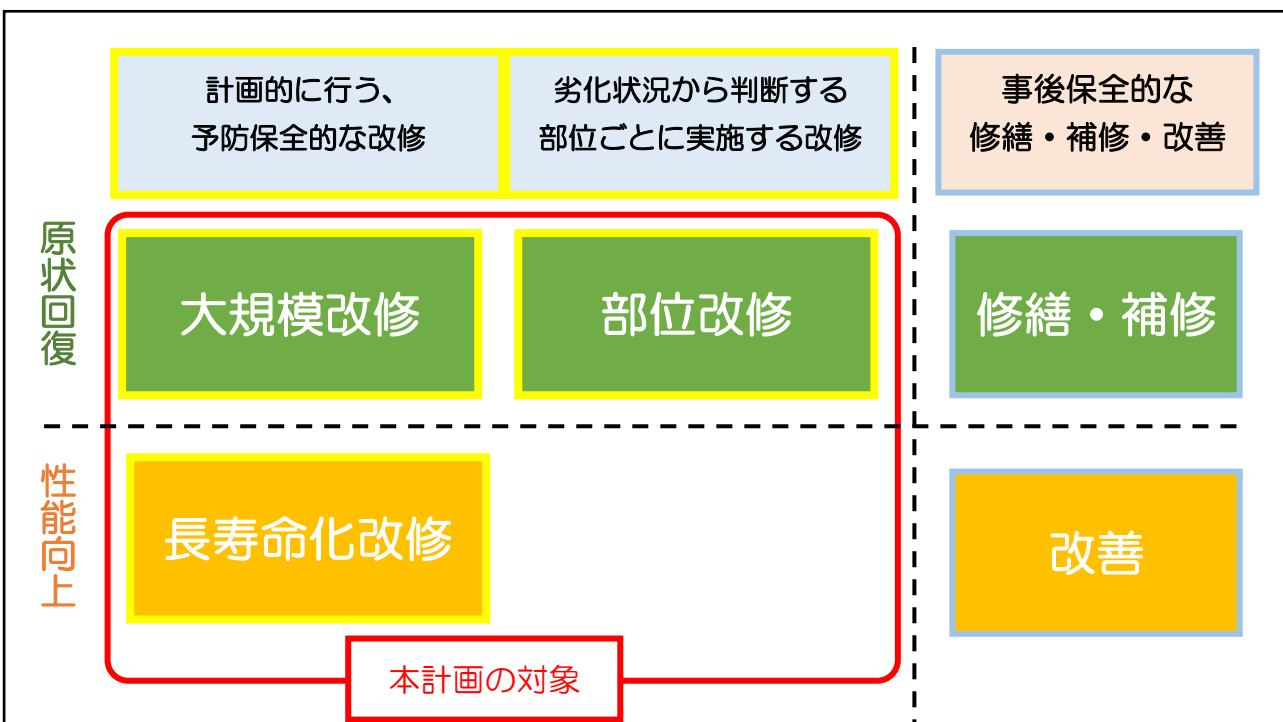 計画的に行う、
予防保全的な改修
劣化状況から判断する
部位ごとに実施する改修
事後保全的な
修繕・補修・改善
原状回復
大規模改修
部位改修
修繕・補修
性能向上
長寿命化改修
改善
本計画の対象